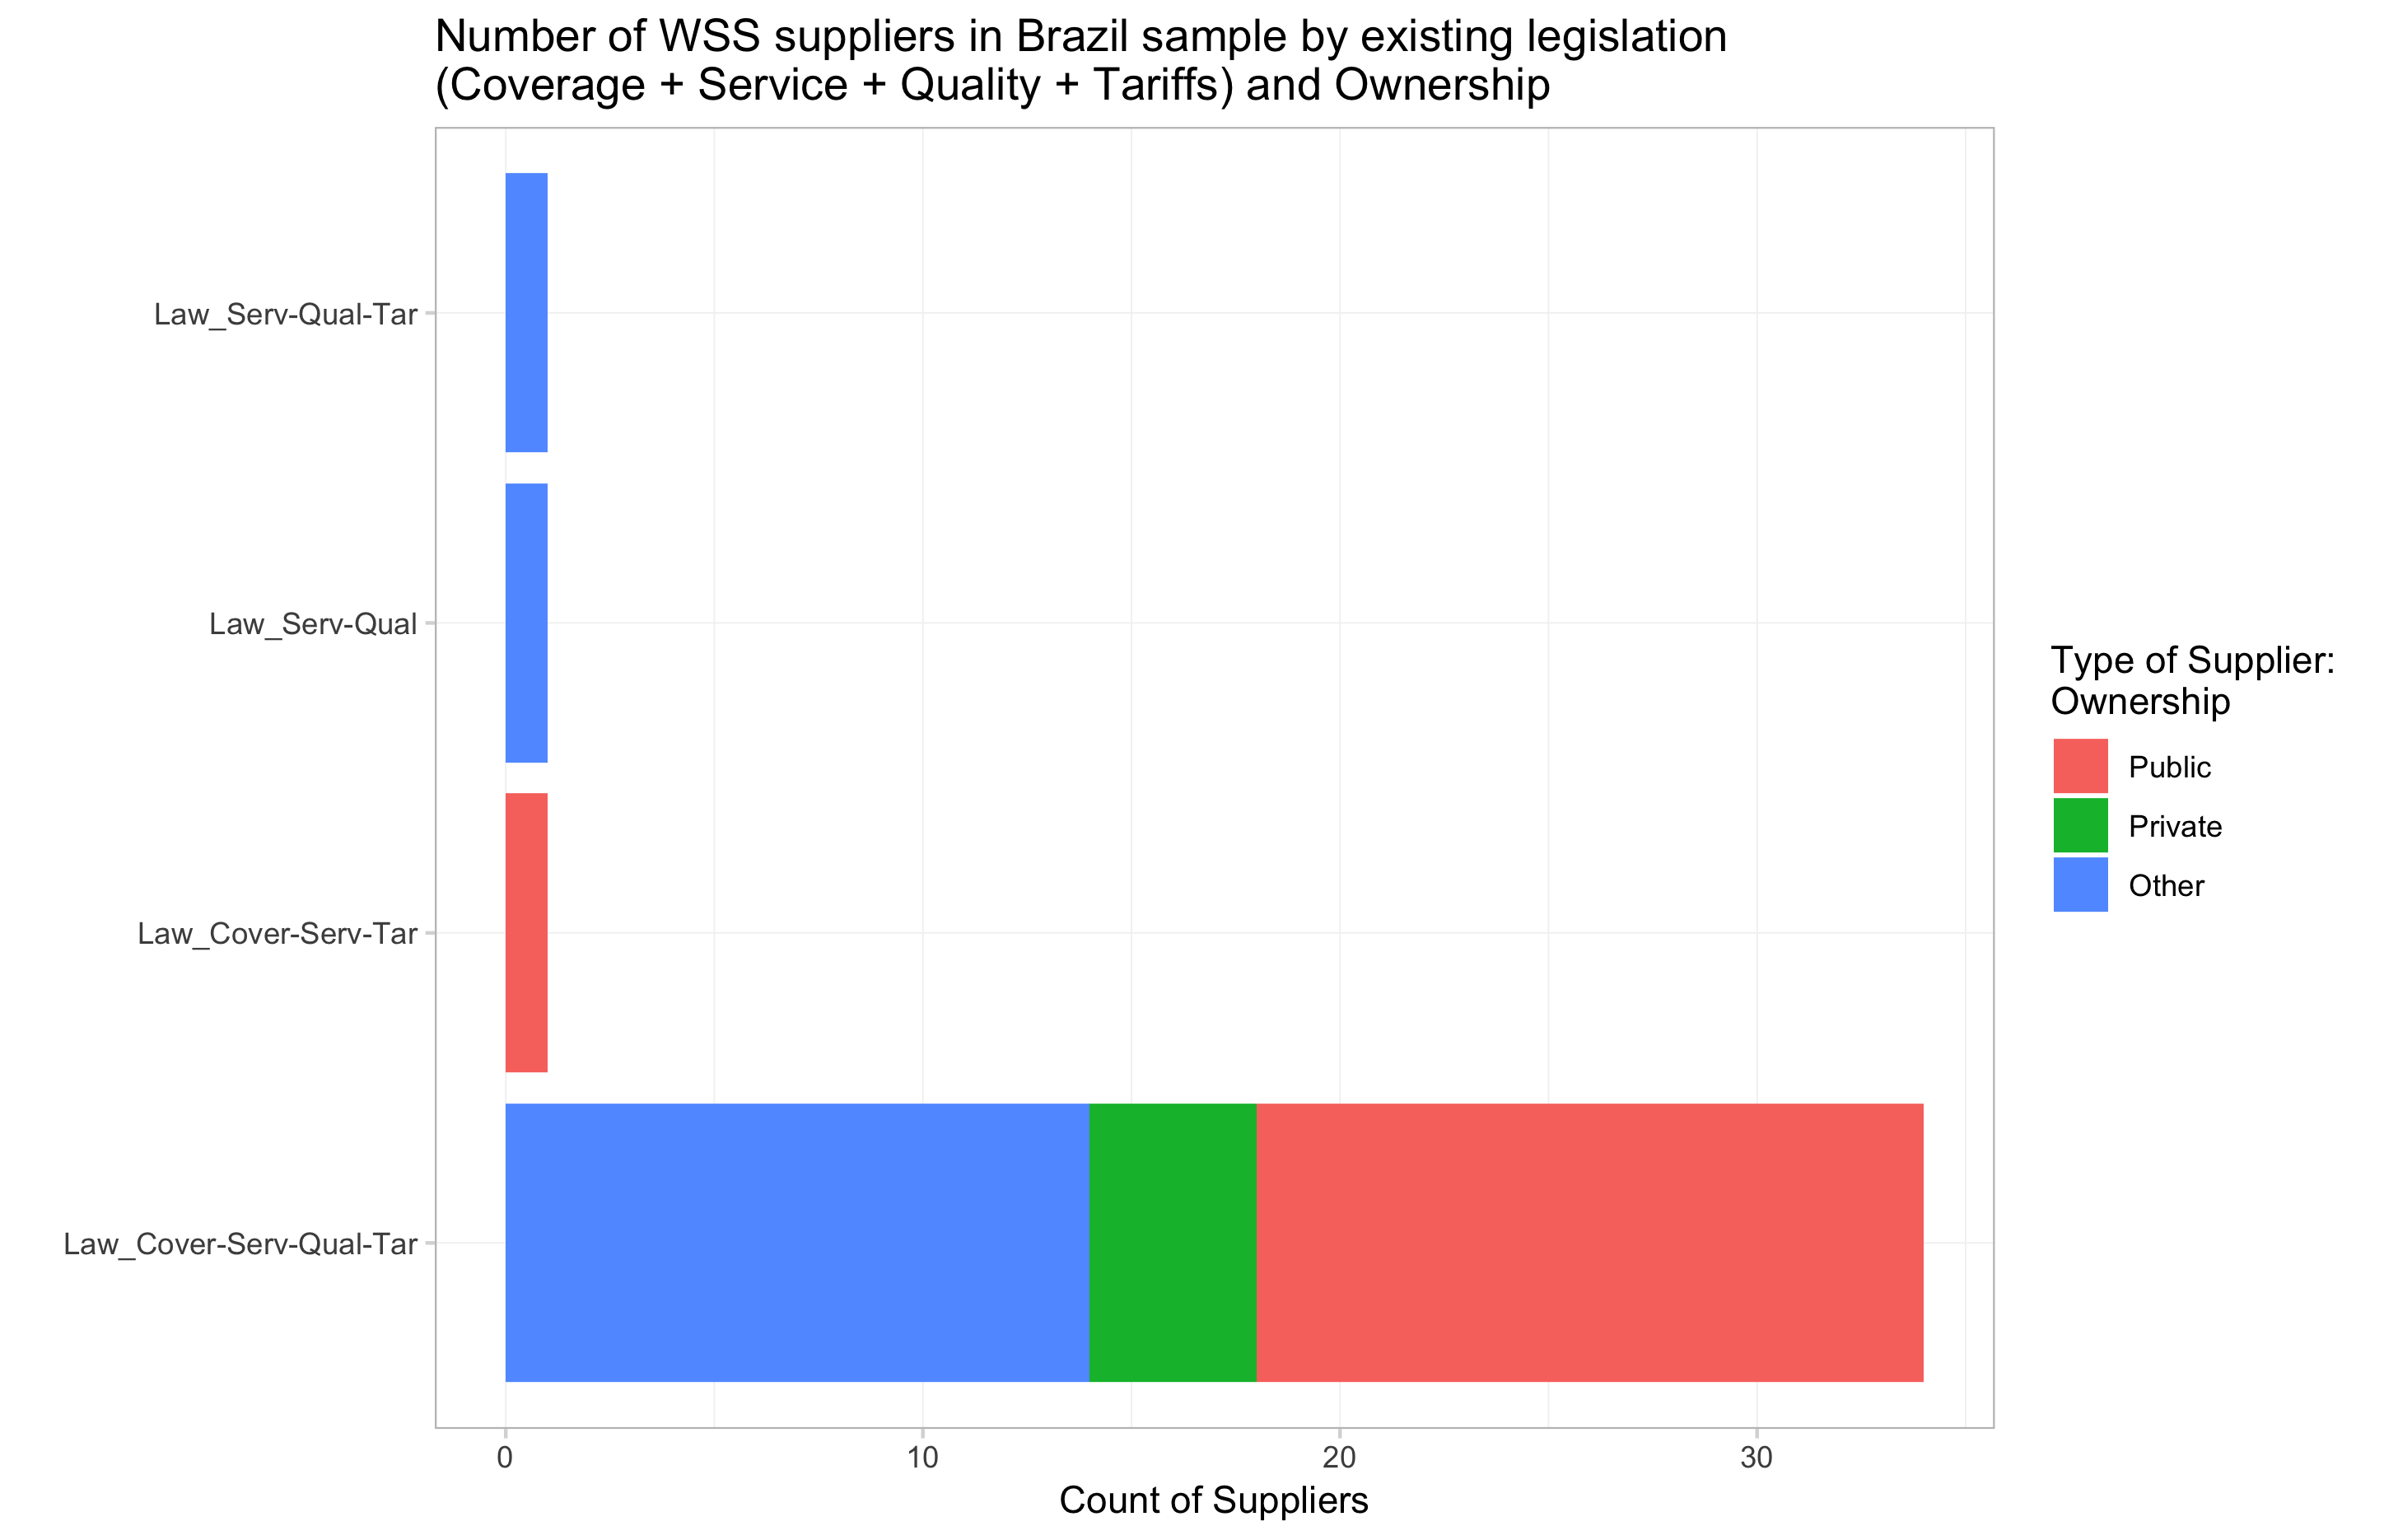 Number of WSS suppliers in Brazil sample by existing legislation
(Coverage + Service + Quality + Tariffs) and Ownership
Law_Serv-Qual-Tar
Law_Serv-Qual
Law_Cover-Serv-Tar
Law_Cover-Serv-Qual-Tar
0 10 20 30
Count of Suppliers
Type of Supplier:
Ownership
Public
Private
Other